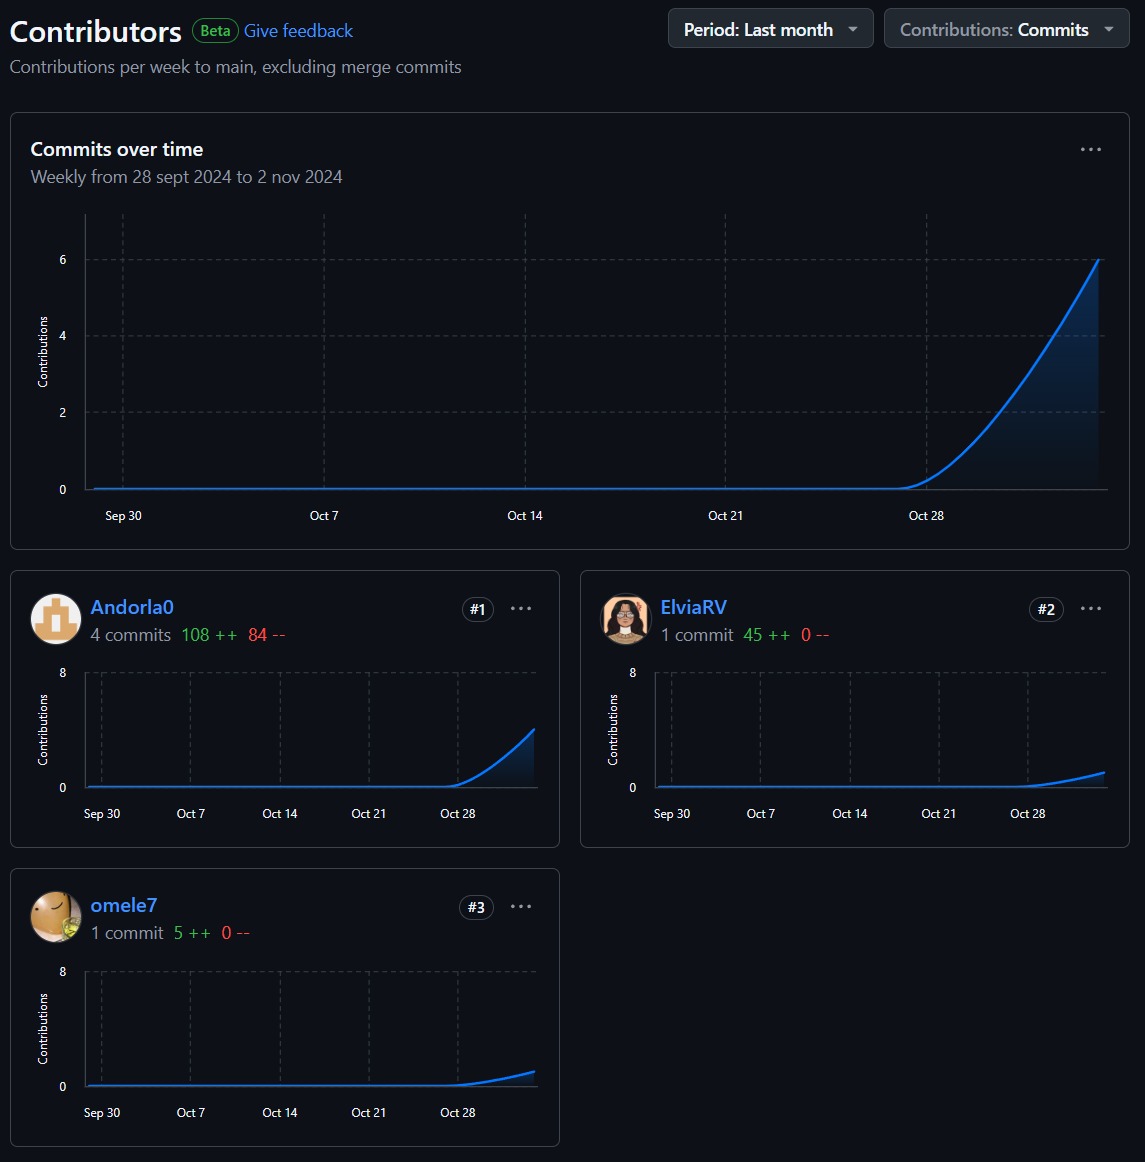 Contributors Beta Give feedback
Period: Last month
Contributions: Commits
Contributions per week to main, excluding merge commits
Commits over time
Weekly from 28 sept 2024 to 2 nov 2024
Contributions
6
4
2
0
Sep 30 Oct 7 Oct 14 Oct 21 Oct 28
Andorla0 #1
4 commits 108 ++ 84 --
Contributions
8
0
Sep 30 Oct 7 Oct 14 Oct 21 Oct 28
ElviaRV #2
1 commit 45 ++ 0 --
Contributions
8
0
Sep 30 Oct 7 Oct 14 Oct 21 Oct 28
omele7 #3
1 commit 5 ++ 0 --
Contributions
8
0
Sep 30 Oct 7 Oct 14 Oct 21 Oct 28